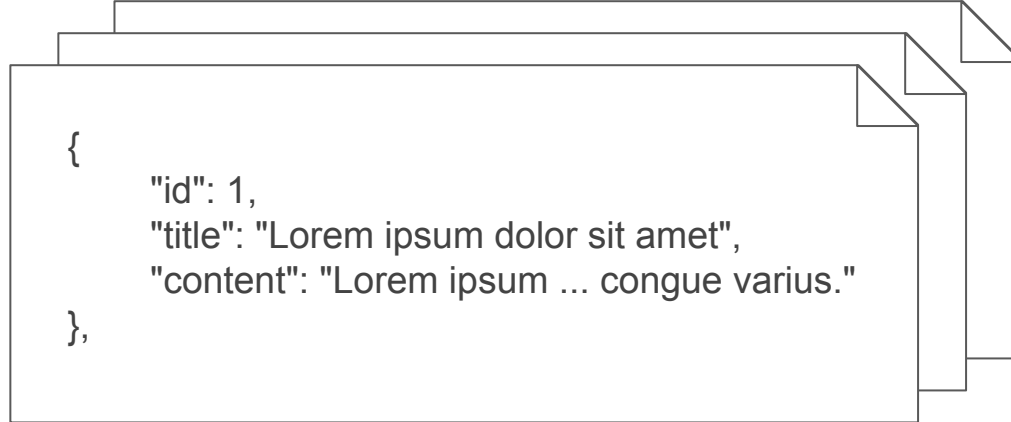 {
"id": 1,
"title": "Lorem ipsum dolor sit amet",
"content": "Lorem ipsum ... congue varius."
},